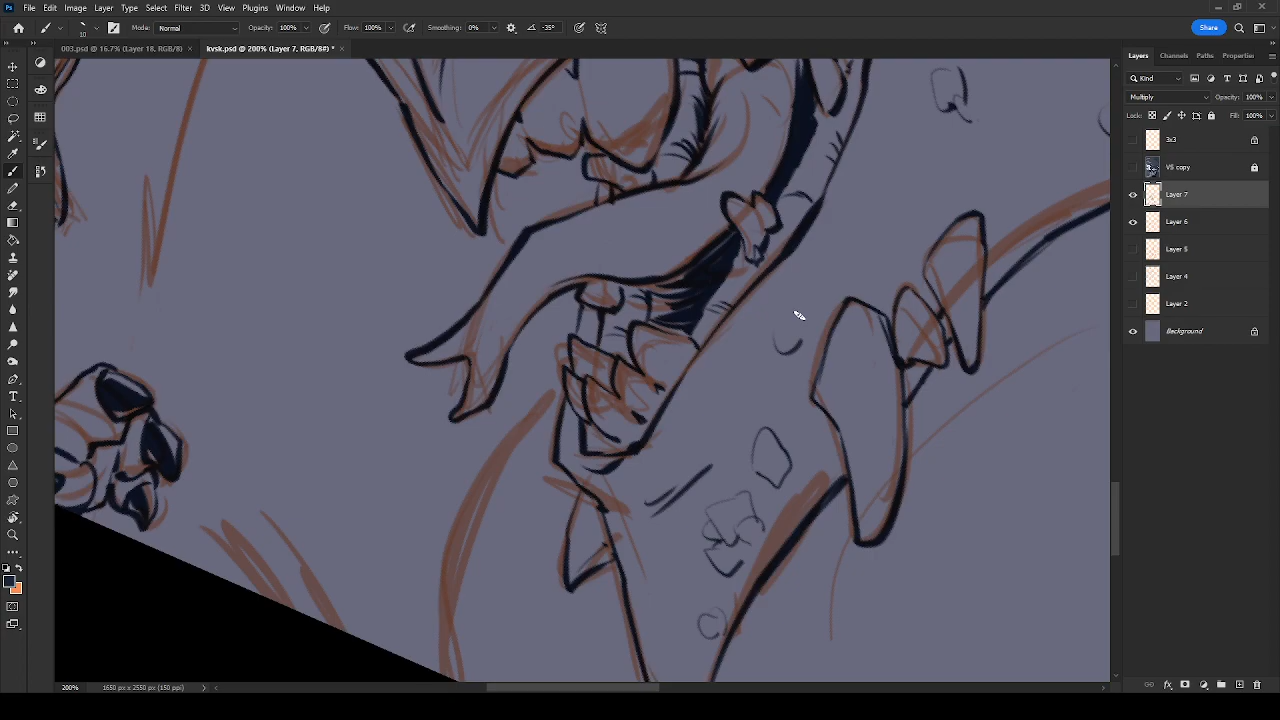 File Edit Image Layer Type Select Filter 3D View Plugins Window Help
10 Mode: Normal Opacity: 100% Flow: 100% Smoothing: 0% -35° Share
003.psd @ 16.7% (Layer 18, RGB/8) × kvsk.psd @ 200% (Layer 7, RGB/8#) * ×
Layers Channels Paths Propertie
Kind
Multiply Opacity: 100%
Lock: Fill: 100%
3x3
VS copy
Layer 7
Layer 6
Layer 5
Layer 4
Layer 2
Background
200% 1650 px x 2550 px (150 ppi)